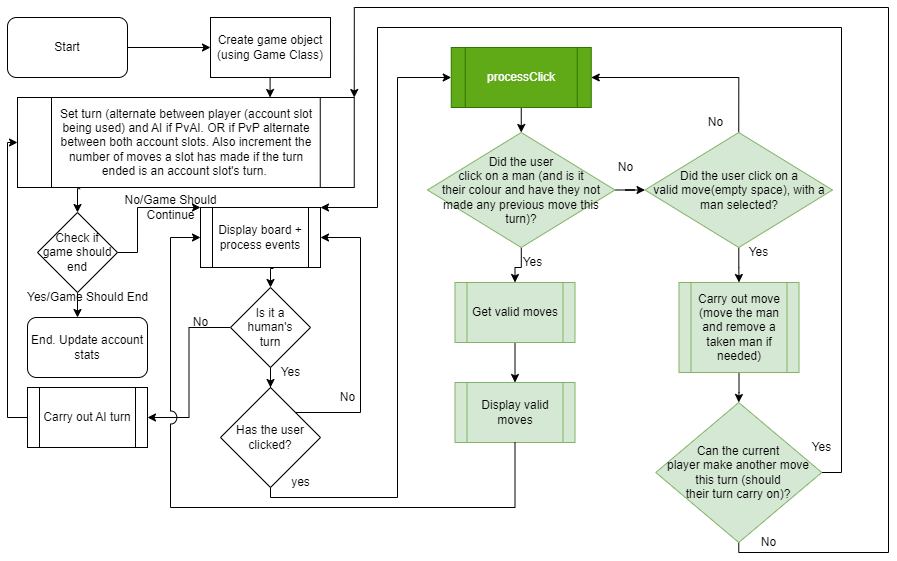 Start
Create game object
(using Game Class)
Set turn (alternate between player (account slot
being used) and AI if PvAI. OR if PvP alternate
between both account slots. Also increment the
number of moves a slot has made if the turn
ended is an account slot's turn.
No/Game Should
Continue
Check if
game should
end
Yes/Game Should End
End. Update account
stats
Display board +
process events
Is it a
human's
turn
No
Yes
Carry out AI turn
Has the user
clicked?
No
yes
processClick
Did the user
click on a man (and is it
their colour and have they not
made any previous move this
turn)?
No
Yes
Get valid moves
Display valid
moves
Did the user click on a
valid move(empty space), with a
man selected?
No
Yes
Carry out move
(move the man
and remove a
taken man if
needed)
Can the current
player make another move
this turn (should
their turn carry on)?
Yes
No